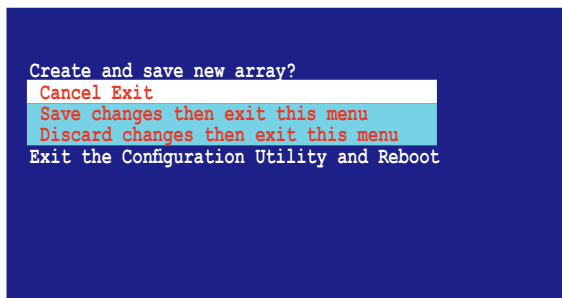 Create and save new array?
Cancel Exit
Save changes then exit this menu
Discard changes then exit this menu
Exit the Configuration Utility and Reboot